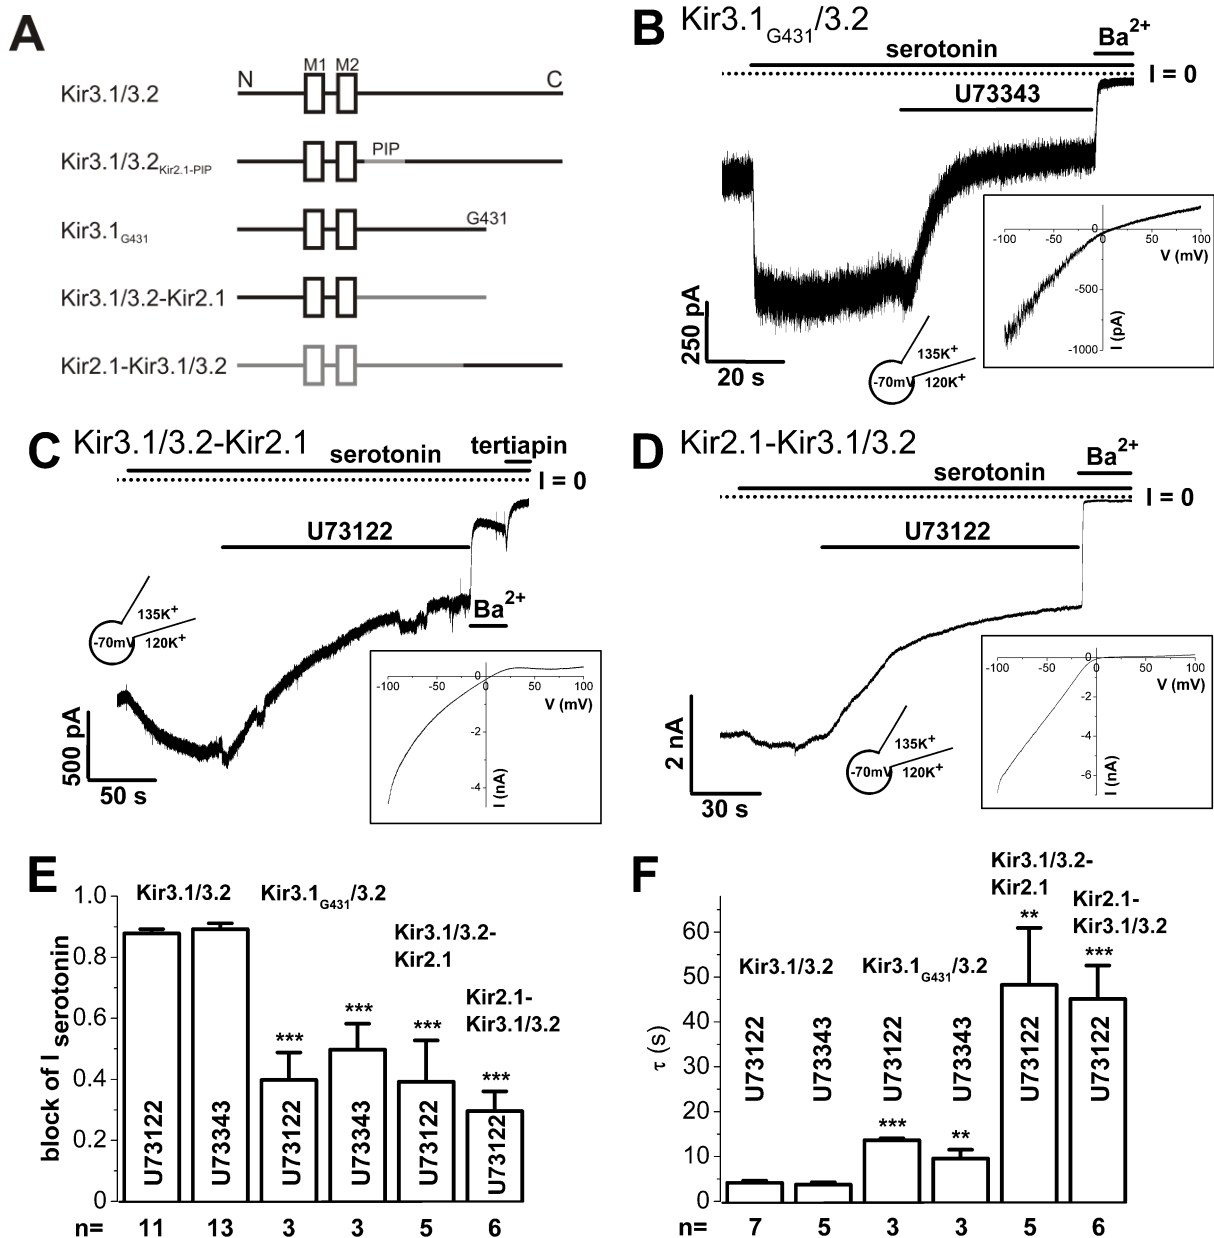 A
M1 M2
N C
Kir3.1/3.2
Kir3.1/3.2Kir2.1-PIP
PIP
Kir3.1G431
G431
Kir3.1/3.2-Kir2.1
Kir2.1-Kir3.1/3.2
B Kir3.1G431/3.2
Ba2+
serotonin
I = 0
U73343
250 pA
20 s
135K+
-70mV 120K+
-100 -50 0 0 50 100
V (mV)
-500
-1000
I (pA)
C Kir3.1/3.2-Kir2.1
tertiapin
serotonin
I = 0
U73122
Ba2+
135K+
-70mV 120K+
500 pA
50 s
-100 -50 0 0 50 100
V (mV)
-2
-4
I (nA)
D Kir2.1-Kir3.1/3.2
Ba2+
serotonin
I = 0
U73122
2 nA
30 s
135K+
-70mV 120K+
-100 -50 0 0 50 100
V (mV)
-2
-4
-6
I (nA)
E
block of I serotonin
1.0
0.8
0.6
0.4
0.2
0
Kir3.1/3.2 Kir3.1G431/3.2
Kir3.1/3.2-
Kir2.1
Kir2.1-
Kir3.1/3.2
*** *** *** ***
U73122 U73343 U73122 U73343 U73122 U73122
n= 11 13 3 3 5 6
F
τ (s)
60
50
40
30
20
10
0
Kir3.1/3.2-
Kir2.1
Kir2.1-
Kir3.1/3.2
Kir3.1/3.2 Kir3.1G431/3.2
*** ** ** ***
U73122 U73343 U73122 U73343 U73122 U73122
n= 7 5 3 3 5 6